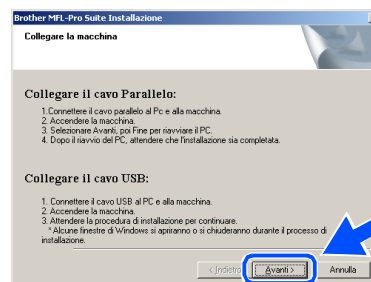 Brother MFL-Pro Suite Installazione
Collegare la macchina
Collegare il cavo Parallelo:
1.Connettere il cavo parallelo al Pc e alla macchina.
2. Accendere la macchina.
3. Selezionare Avanti, poi Fine per riavviare il PC.
4. Dopo il riavvio del PC, attendere che l'installazione sia completata.
Collegare il cavo USB:
1. Connettere il cavo USB al PC e alla macchina.
2. Accendere la macchina.
3. Attendere la procedura di installazione per continuare.
* Alcune finestre di Windows si apriranno o si chiuderanno durante il processo di
installazione.
< Indietro
Avanti >
Annulla